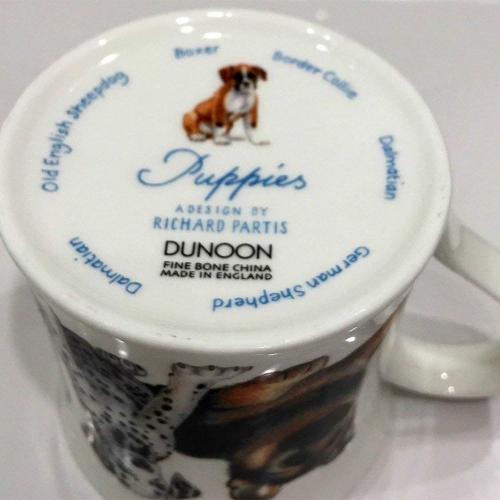 Boxer
Border Collie
Dalmatian
German Shepherd
Dalmatian
Old English Sheepdog
Puppies
A DESIGN BY
RICHARD PARTIS
DUNOON
FINE BONE CHINA
MADE IN ENGLAND